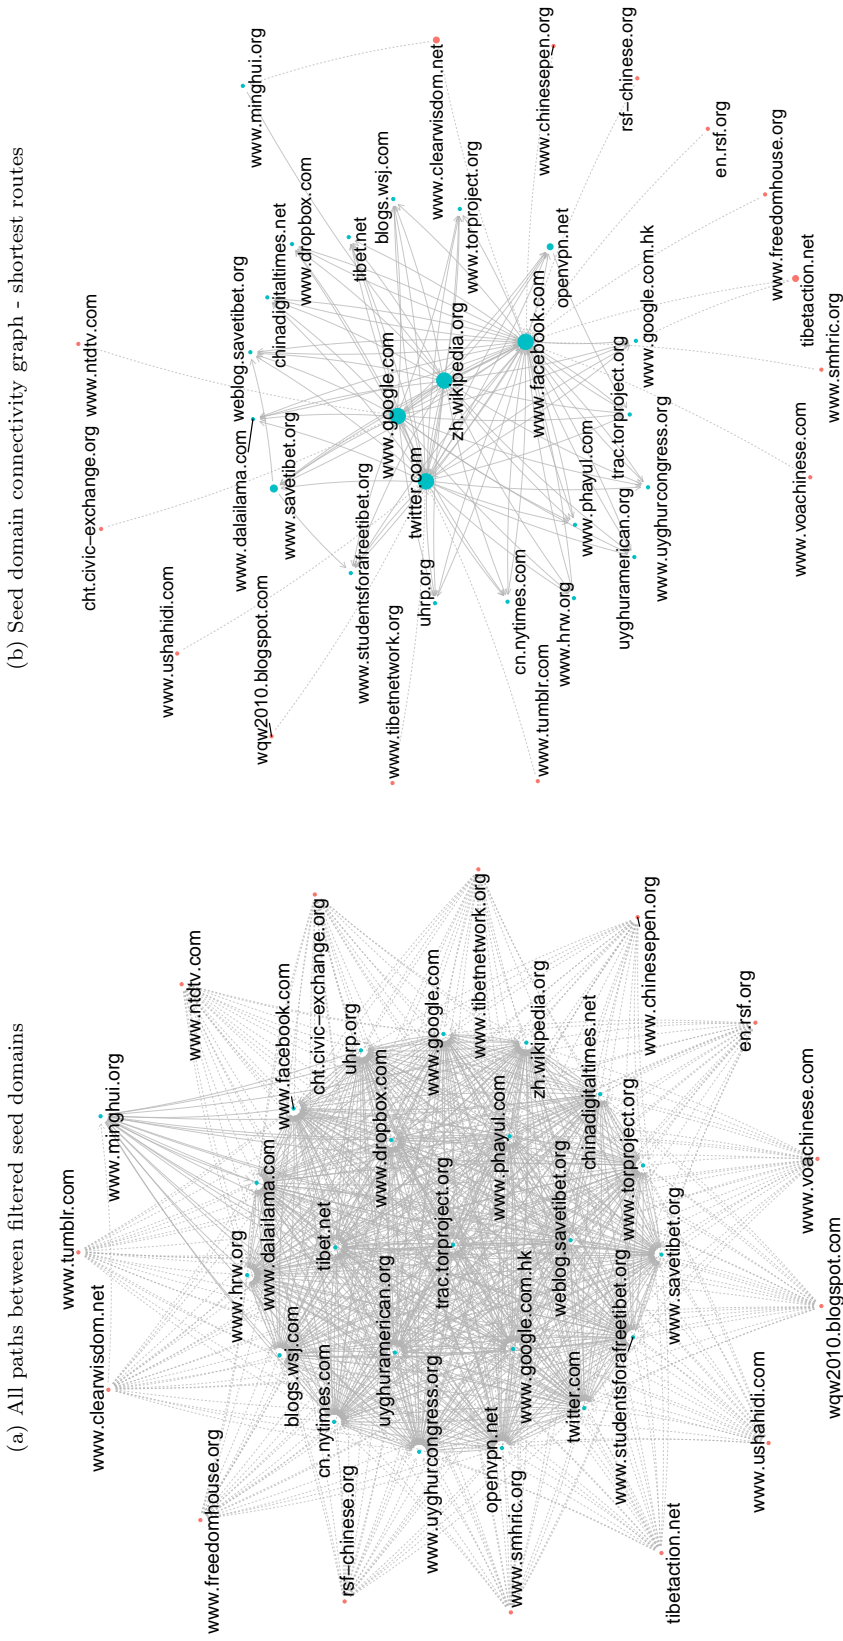 (a) All paths between filtered seed domains
www.tumblr.com
www.clearwisdom.net
www.minghui.org
www.ntdtv.com
www.freedomhouse.org
www.hrw.org
www.dalailama.com
www.facebook.com
cht.civic−exchange.org
blogs.wsj.com
cn.nytimes.com
tibet.net
uhrp.org
rsf−chinese.org
uyghuramerican.org
www.dropbox.com
www.uyghurcongress.org
trac.torproject.org
www.google.com
www.tibetnetwork.org
openvpn.net
www.smhric.org
www.google.com.hk
www.phayul.com
zh.wikipedia.org
twitter.com
weblog.savetibet.org
chinadigitaltimes.net
www.studentsforafreetibet.org
www.torproject.org
www.chinesepen.org
www.savetibet.org
tibetaction.net
en.rsf.org
www.ushahidi.com
www.voachinese.com
wqw2010.blogspot.com
(b) Seed domain connectivity graph - shortest routes
www.ntdtv.com
cht.civic−exchange.org
www.ushahidi.com
www.minghui.org
weblog.savetibet.org
www.dalailama.com
chinadigitaltimes.net
wqw2010.blogspot.com
www.savetibet.org
www.dropbox.com
www.studentsforafreetibet.org
tibet.net
www.tibetnetwork.org
www.google.com
blogs.wsj.com
twitter.com
uhrp.org
www.clearwisdom.net
zh.wikipedia.org
www.torproject.org
cn.nytimes.com
www.tumblr.com
www.facebook.com
openvpn.net
www.chinesepen.org
www.hrw.org
www.phayul.com
trac.torproject.org
uyghuramerican.org
www.google.com.hk
rsf−chinese.org
www.uyghurcongress.org
en.rsf.org
www.freedomhouse.org
tibetaction.net
www.voachinese.com
www.smhric.org